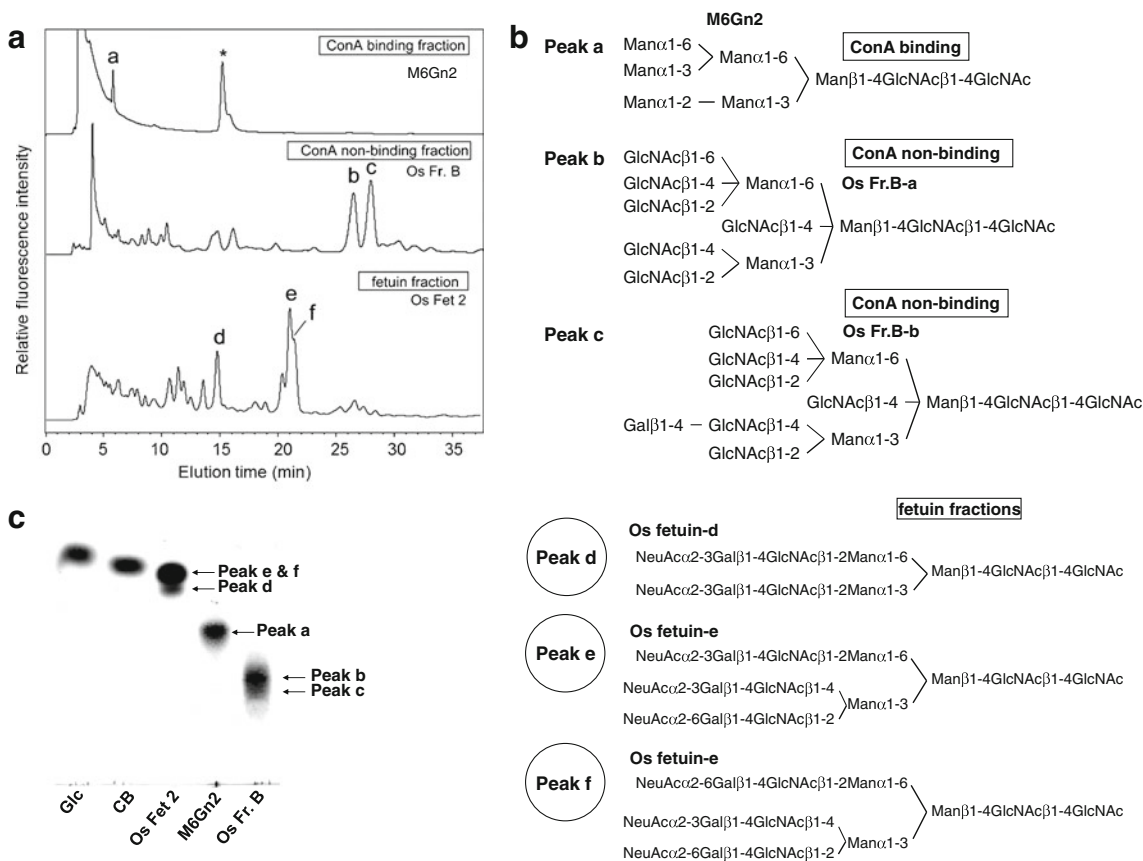 a
ConA binding fraction
M6Gn2
a
*
ConA non-binding fraction
Os Fr. B
b
c
fetuin fraction
Os Fet 2
d
e
f
Relative fluorescence intensity
0 5 10 15 20 25 30 35
Elution time (min)
b
M6Gn2
Peak a
ConA binding
Manα1-6
Manα1-3
Manα1-6
Manα1-2 – Manα1-3
Manβ1-4GlcNAcβ1-4GlcNAc
Peak b
ConA non-binding
Os Fr.B-a
GlcNAcβ1-6
GlcNAcβ1-4
GlcNAcβ1-2
Manα1-6
GlcNAcβ1-4
Manβ1-4GlcNAcβ1-4GlcNAc
GlcNAcβ1-4
GlcNAcβ1-2
Manα1-3
Peak c
ConA non-binding
Os Fr.B-b
GlcNAcβ1-6
GlcNAcβ1-4
GlcNAcβ1-2
Manα1-6
GlcNAcβ1-4
Manβ1-4GlcNAcβ1-4GlcNAc
Galβ1-4 – GlcNAcβ1-4
GlcNAcβ1-2
Manα1-3
fetuin fractions
Peak d
Os fetuin-d
NeuAcα2-3Galβ1-4GlcNAcβ1-2Manα1-6
NeuAcα2-3Galβ1-4GlcNAcβ1-2Manα1-3
Manβ1-4GlcNAcβ1-4GlcNAc
Peak e
Os fetuin-e
NeuAcα2-3Galβ1-4GlcNAcβ1-2Manα1-6
NeuAcα2-3Galβ1-4GlcNAcβ1-4
NeuAcα2-6Galβ1-4GlcNAcβ1-2
Manα1-3
Manβ1-4GlcNAcβ1-4GlcNAc
Peak f
Os fetuin-e
NeuAcα2-6Galβ1-4GlcNAcβ1-2Manα1-6
NeuAcα2-3Galβ1-4GlcNAcβ1-4
NeuAcα2-6Galβ1-4GlcNAcβ1-2
Manα1-3
Manβ1-4GlcNAcβ1-4GlcNAc
c
Peak e & f
Peak d
Peak a
Peak b
Peak c
Glc
CB
Os Fet 2
M6Gn2
Os Fr. B